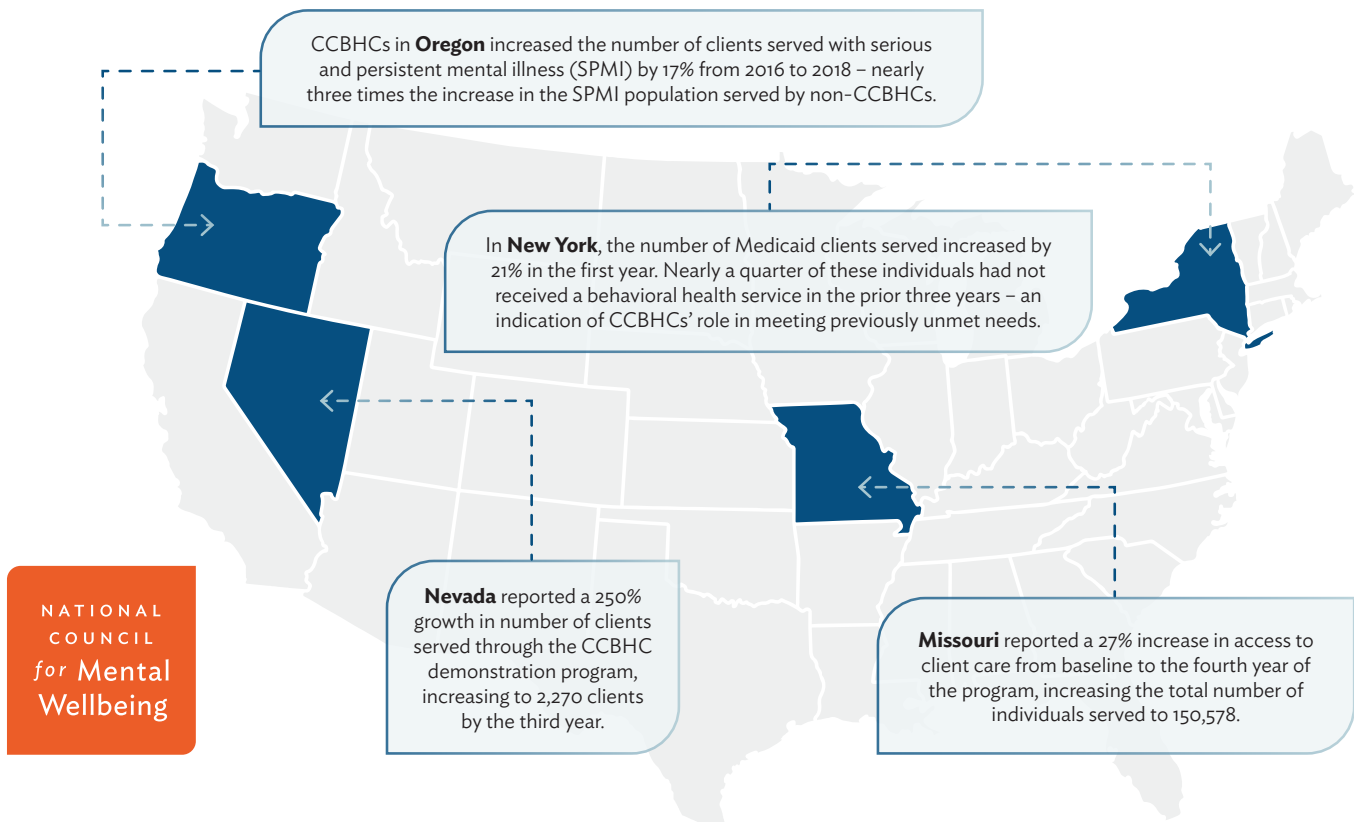 CCBHCs in Oregon increased the number of clients served with serious
and persistent mental illness (SPMI) by 17% from 2016 to 2018 – nearly
three times the increase in the SPMI population served by non-CCBHCs.
In New York, the number of Medicaid clients served increased by
21% in the first year. Nearly a quarter of these individuals had not
received a behavioral health service in the prior three years – an
indication of CCBHCs’ role in meeting previously unmet needs.
Nevada reported a 250%
growth in number of clients
served through the CCBHC
demonstration program,
increasing to 2,270 clients
by the third year.
Missouri reported a 27% increase in access to
client care from baseline to the fourth year of
the program, increasing the total number of
individuals served to 150,578.
NATIONAL
COUNCIL
for Mental
Wellbeing